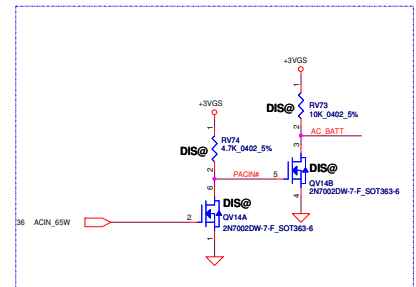 +3VGS
1
RV73
10K_0402_5%
DIS@
2
AC_BATT
+3VGS
1
RV74
4.7K_0402_5%
DIS@
2
3
DIS@
PACIN#
5
6
QV14B
2N7002DW-7-F_SOT363-6
4
DIS@
36 ACIN_65W
2
QV14A
2N7002DW-7-F_SOT363-6
1